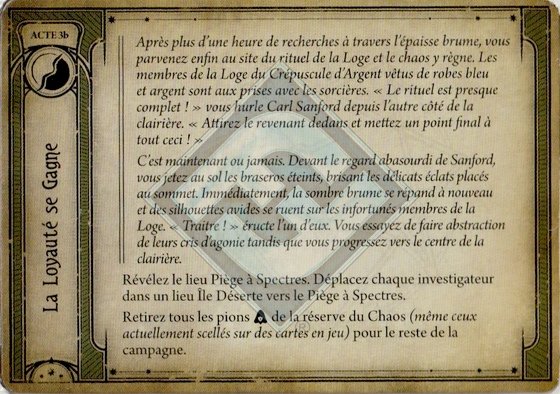 ACTE 3b
La Loyauté se Gagne
Après plus d'une heure de recherches à travers l'épaisse brume, vous
parvenez enfin au site du rituel de la Loge et le chaos y règne. Les
membres de la Loge du Crépuscule d'Argent vêtus de robes bleu
et argent sont aux prises avec les sorcières. « Le rituel est presque
complet ! » vous hurle Carl Sanford depuis l'autre côté de la
clairière. « Attirez le revenant dedans et mettez un point final à
tout ceci ! »
C'est maintenant ou jamais. Devant le regard abasourdi de Sanford,
vous jetez au sol les braseros éteints, brisant les délicats éclats placés
au sommet. Immédiatement, la sombre brume se répand à nouveau
et des silhouettes avides se ruent sur les infortunés membres de la
Loge. « Traître ! » éructe l'un d'eux. Vous essayez de faire abstraction
de leurs cris d'agonie tandis que vous progressez vers le centre de la
clairière.
Révélez le lieu Piège à Spectres. Déplacez chaque investigateur
dans un lieu Île Déserte vers le Piège à Spectres.
Retirez tous les pions de la réserve du Chaos (même ceux
actuellement scellés sur des cartes en jeu) pour le reste de la
campagne.